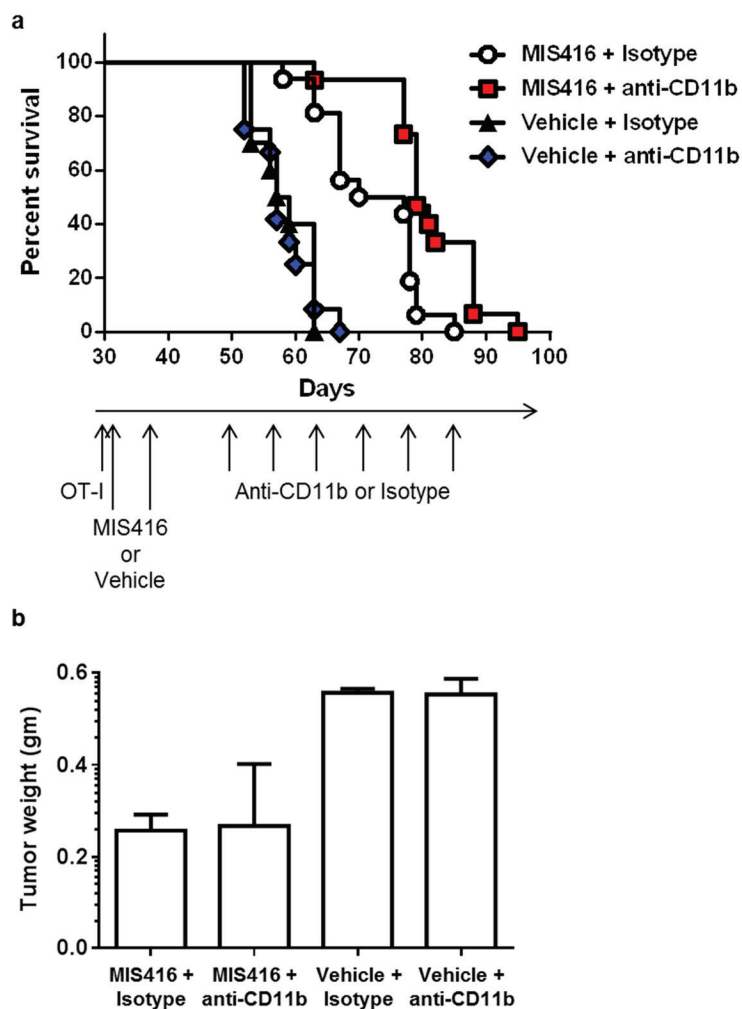 a
100
80
60
40
20
0
Percent survival
30 40 50 60 70 80 90 100
Days
MIS416 + Isotype
MIS416 + anti-CD11b
Vehicle + Isotype
Vehicle + anti-CD11b
OT-I
MIS416
or
Vehicle
Anti-CD11b or Isotype
b
0.6
0.4
0.2
0.0
Tumor weight (gm)
MIS416 +
Isotype
MIS416 +
anti-CD11b
Vehicle +
Isotype
Vehicle +
anti-CD11b